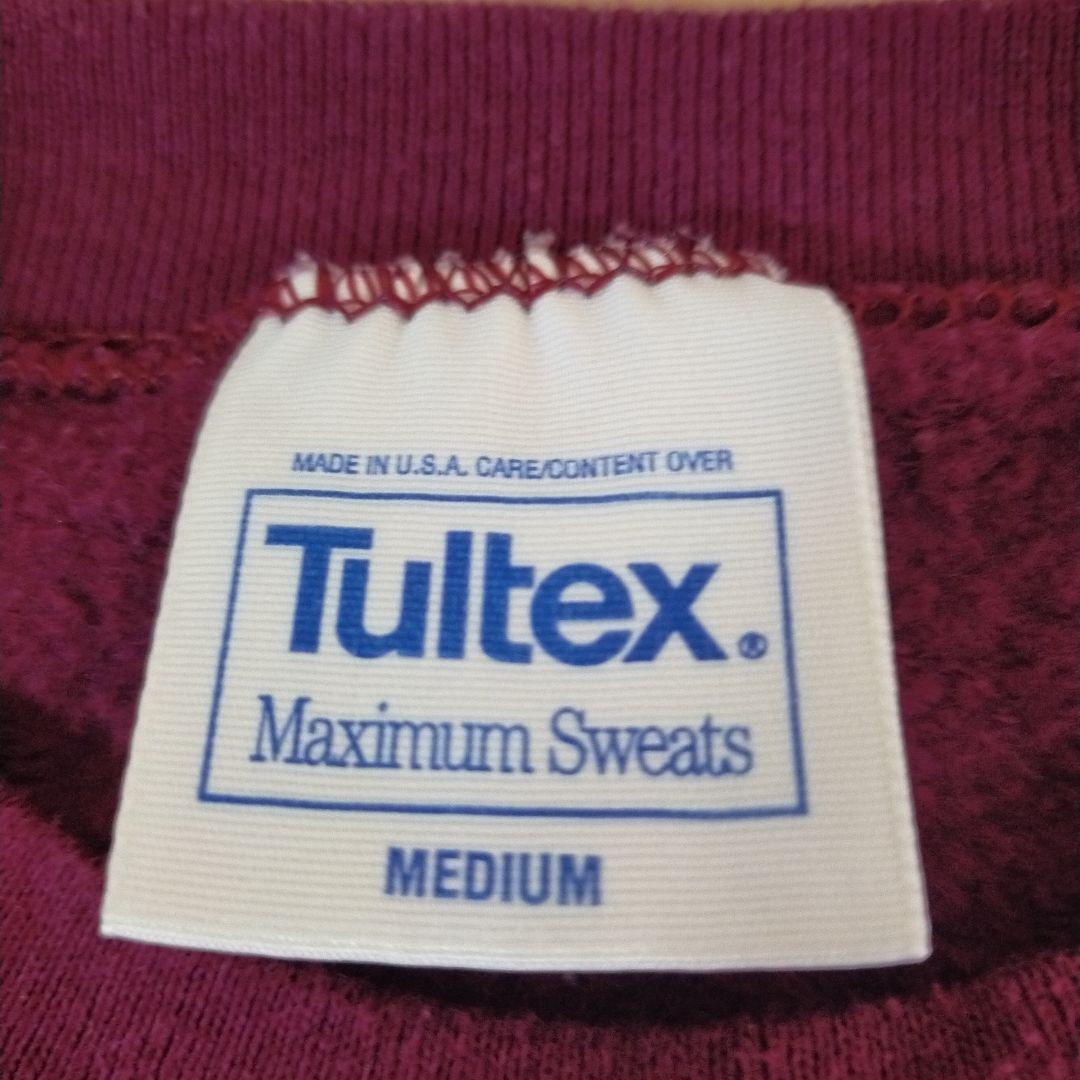 MADE IN U.S.A. CARE/CONTENT OVER
Tultex®
Maximum Sweats
MEDIUM